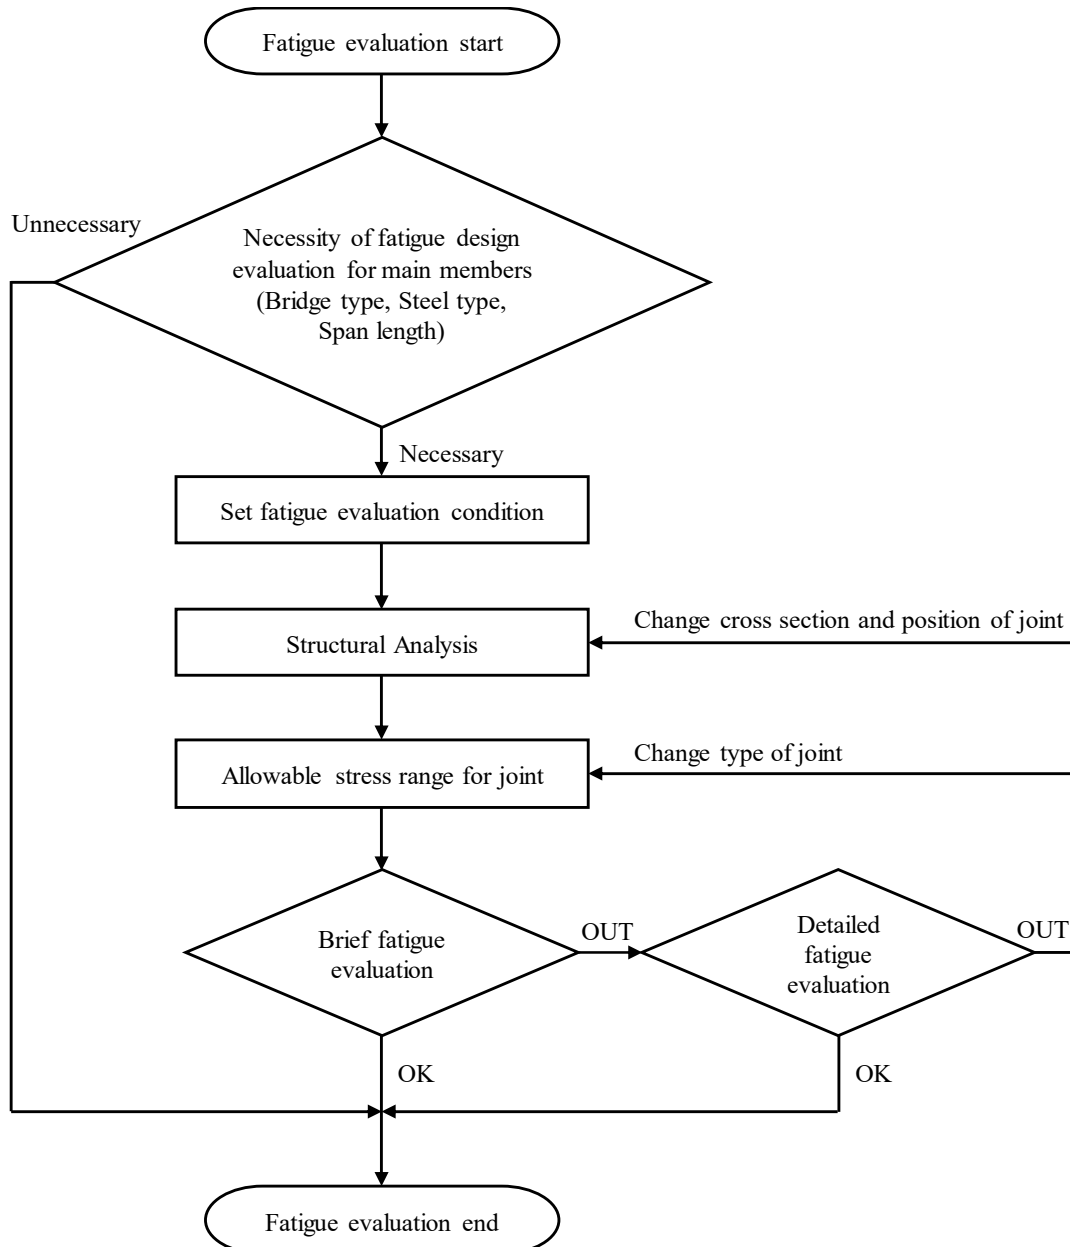 Fatigue evaluation start
Unnecessary
Necessity of fatigue design
evaluation for main members
(Bridge type, Steel type,
Span length)
Necessary
Set fatigue evaluation condition
Change cross section and position of joint
Structural Analysis
Change type of joint
Allowable stress range for joint
Brief fatigue
evaluation
OUT
Detailed
fatigue
evaluation
OUT
OK
OK
Fatigue evaluation end